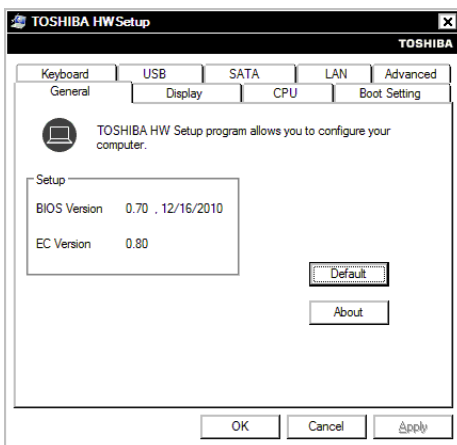 TOSHIBA HWSetup
TOSHIBA
Keyboard USB SATA LAN Advanced
General Display CPU Boot Setting
TOSHIBA HW Setup program allows you to configure your
computer.
Setup
BIOS Version 0.70 , 12/16/2010
EC Version 0.80
Default
About
OK Cancel Apply